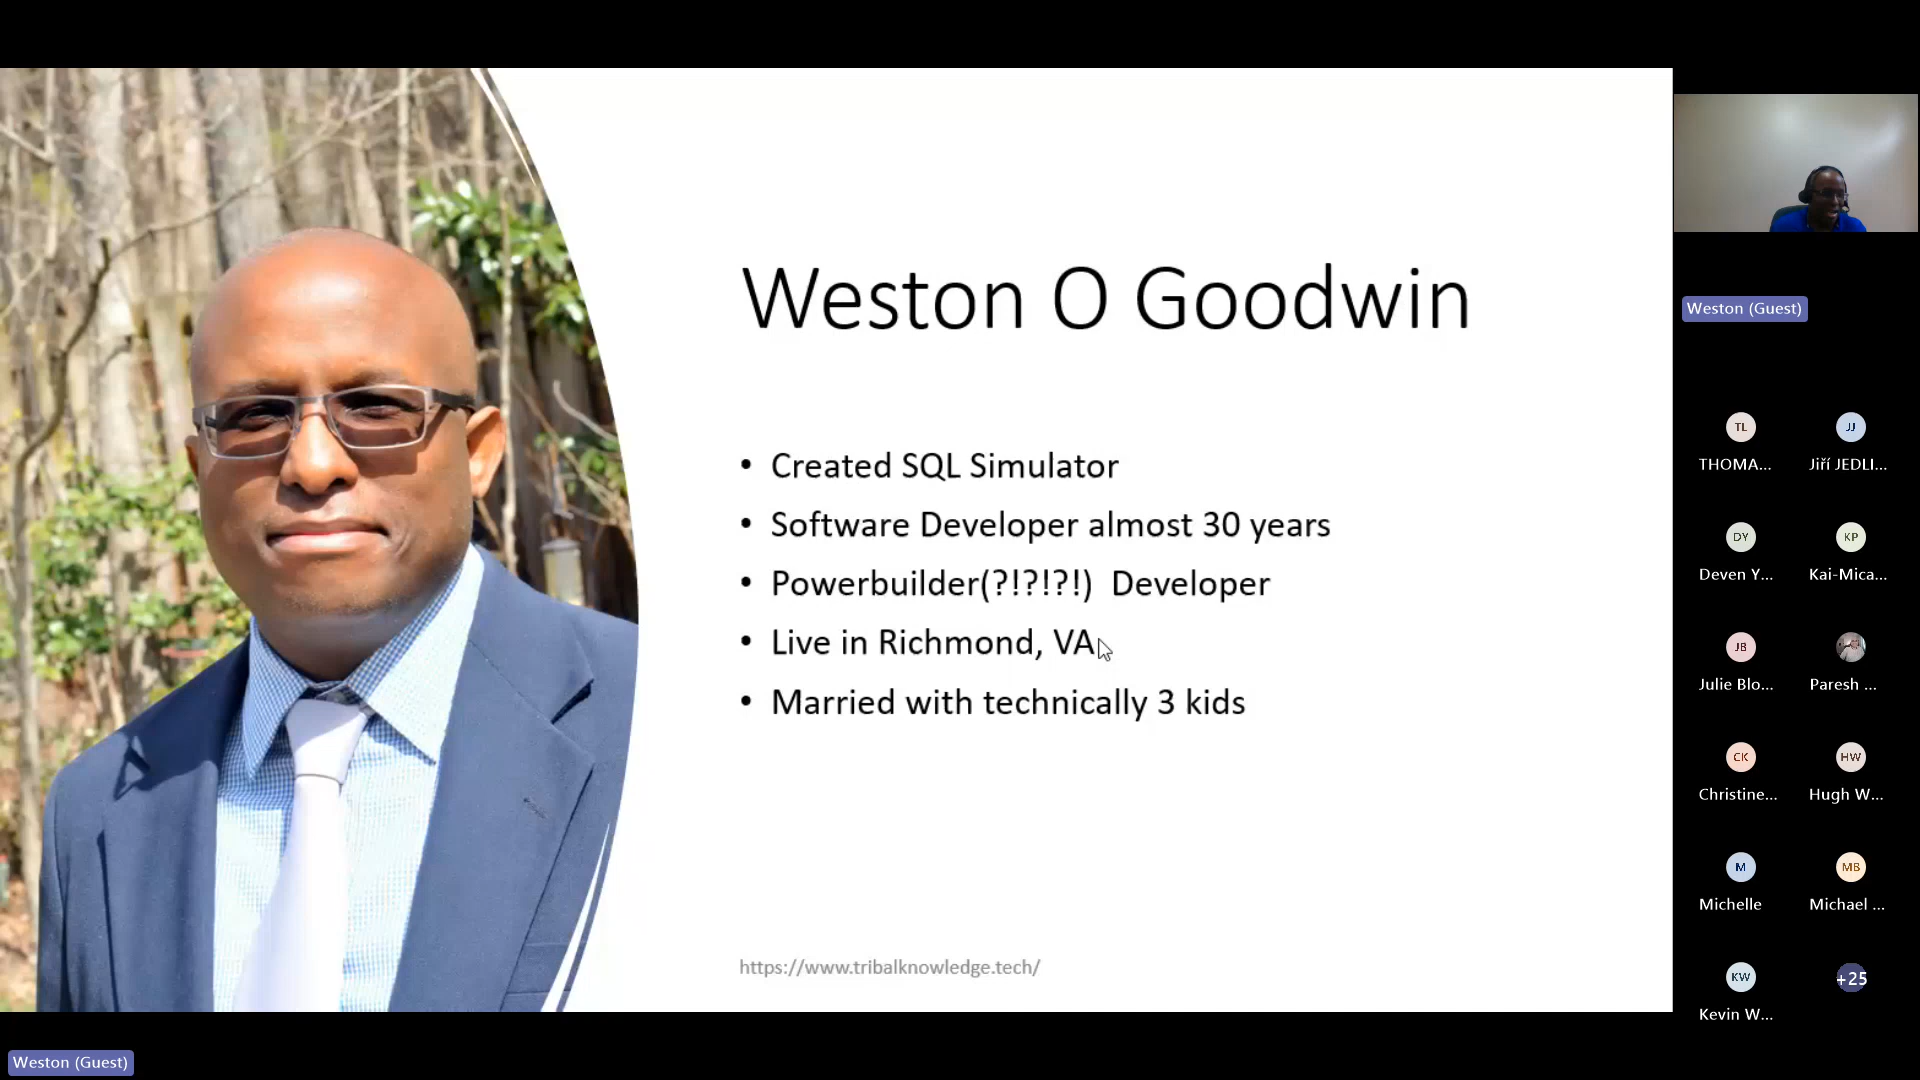 Weston O Goodwin
• Created SQL Simulator
• Software Developer almost 30 years
• Powerbuilder(?!?!?!) Developer
• Live in Richmond, VA
• Married with technically 3 kids
https://www.tribalknowledge.tech/
Weston (Guest)
Weston (Guest)
TL
JJ
THOMA...
Jiří JEDLI...
DY
KP
Deven Y...
Kai-Mica...
JB
Julie Blo...
Paresh ...
CK
HW
Christine...
Hugh W...
M
MB
Michelle
Michael ...
KW
+25
Kevin W...